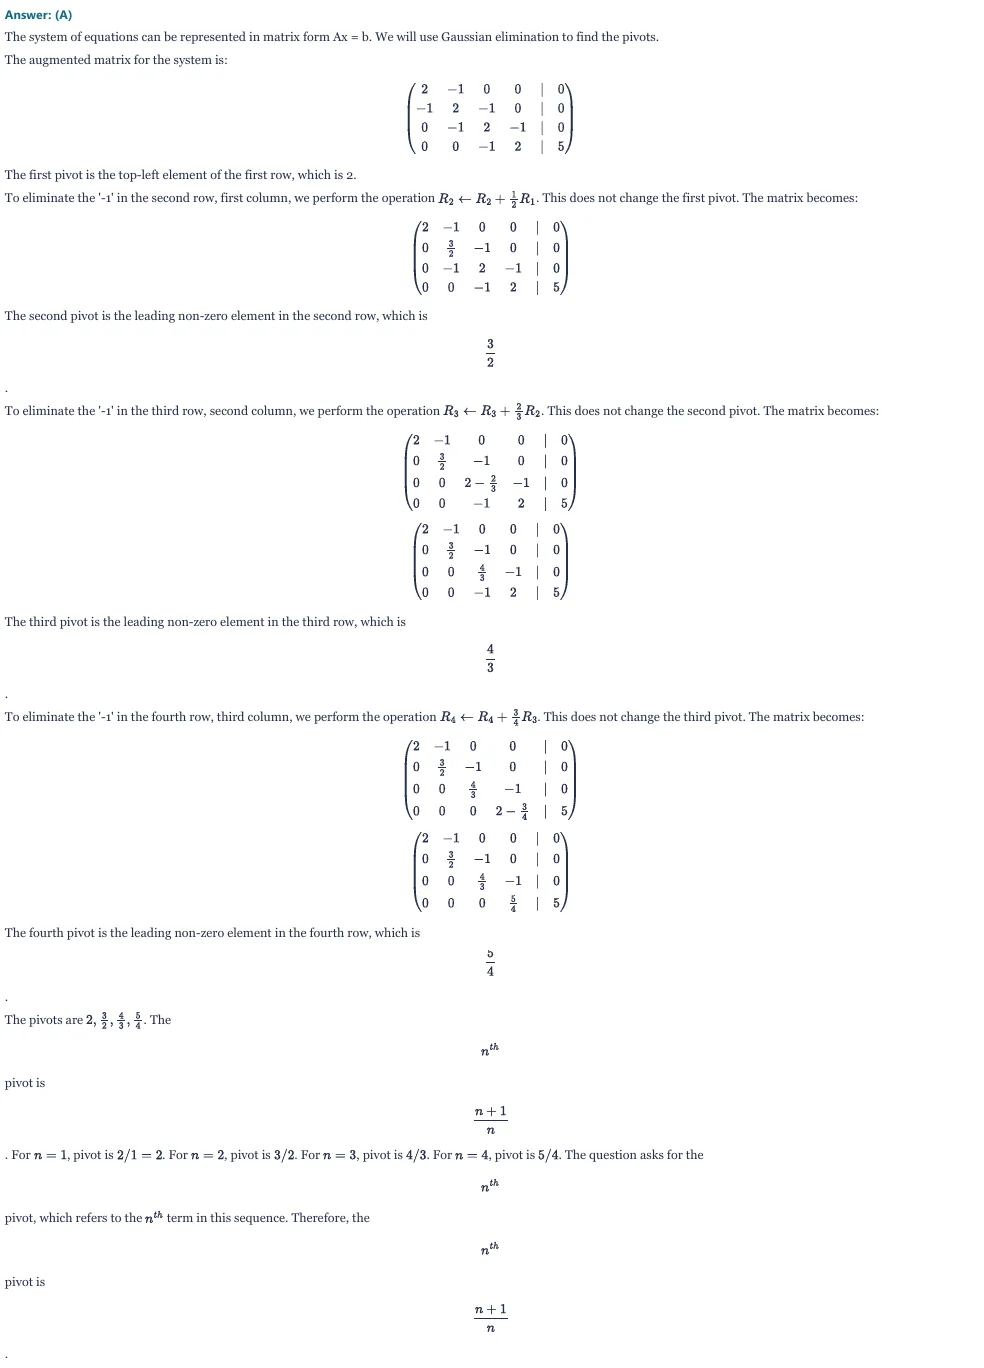 Answer: (A)
The system of equations can be represented in matrix form Ax = b. We will use Gaussian elimination to find the pivots.
The augmented matrix for the system is:
2 −1 0 0 | 0
−1 2 −1 0 | 0
0 −1 2 −1 | 0
0 0 −1 2 | 5
The first pivot is the top-left element of the first row, which is 2.
To eliminate the '-1' in the second row, first column, we perform the operation R₂ ← R₂ + 1/2 R₁. This does not change the first pivot. The matrix becomes:
2 −1 0 0 | 0
0 3/2 −1 0 | 0
0 −1 2 −1 | 0
0 0 −1 2 | 5
The second pivot is the leading non-zero element in the second row, which is
3/2
.
To eliminate the '-1' in the third row, second column, we perform the operation R₃ ← R₃ + 2/3 R₂. This does not change the second pivot. The matrix becomes:
2 −1 0 0 | 0
0 3/2 −1 0 | 0
0 0 2 − 2/3 −1 | 0
0 0 −1 2 | 5
2 −1 0 0 | 0
0 3/2 −1 0 | 0
0 0 4/3 −1 | 0
0 0 −1 2 | 5
The third pivot is the leading non-zero element in the third row, which is
4/3
.
To eliminate the '-1' in the fourth row, third column, we perform the operation R₄ ← R₄ + 3/4 R₃. This does not change the third pivot. The matrix becomes:
2 −1 0 0 | 0
0 3/2 −1 0 | 0
0 0 4/3 −1 | 0
0 0 0 2 − 3/4 | 5
2 −1 0 0 | 0
0 3/2 −1 0 | 0
0 0 4/3 −1 | 0
0 0 0 5/4 | 5
The fourth pivot is the leading non-zero element in the fourth row, which is
5/4
.
The pivots are 2, 3/2, 4/3, 5/4. The
nᵗʰ
pivot is
n + 1/n
. For n = 1, pivot is 2/1 = 2. For n = 2, pivot is 3/2. For n = 3, pivot is 4/3. For n = 4, pivot is 5/4. The question asks for the
nᵗʰ
pivot, which refers to the nᵗʰ term in this sequence. Therefore, the
nᵗʰ
pivot is
n + 1/n
.